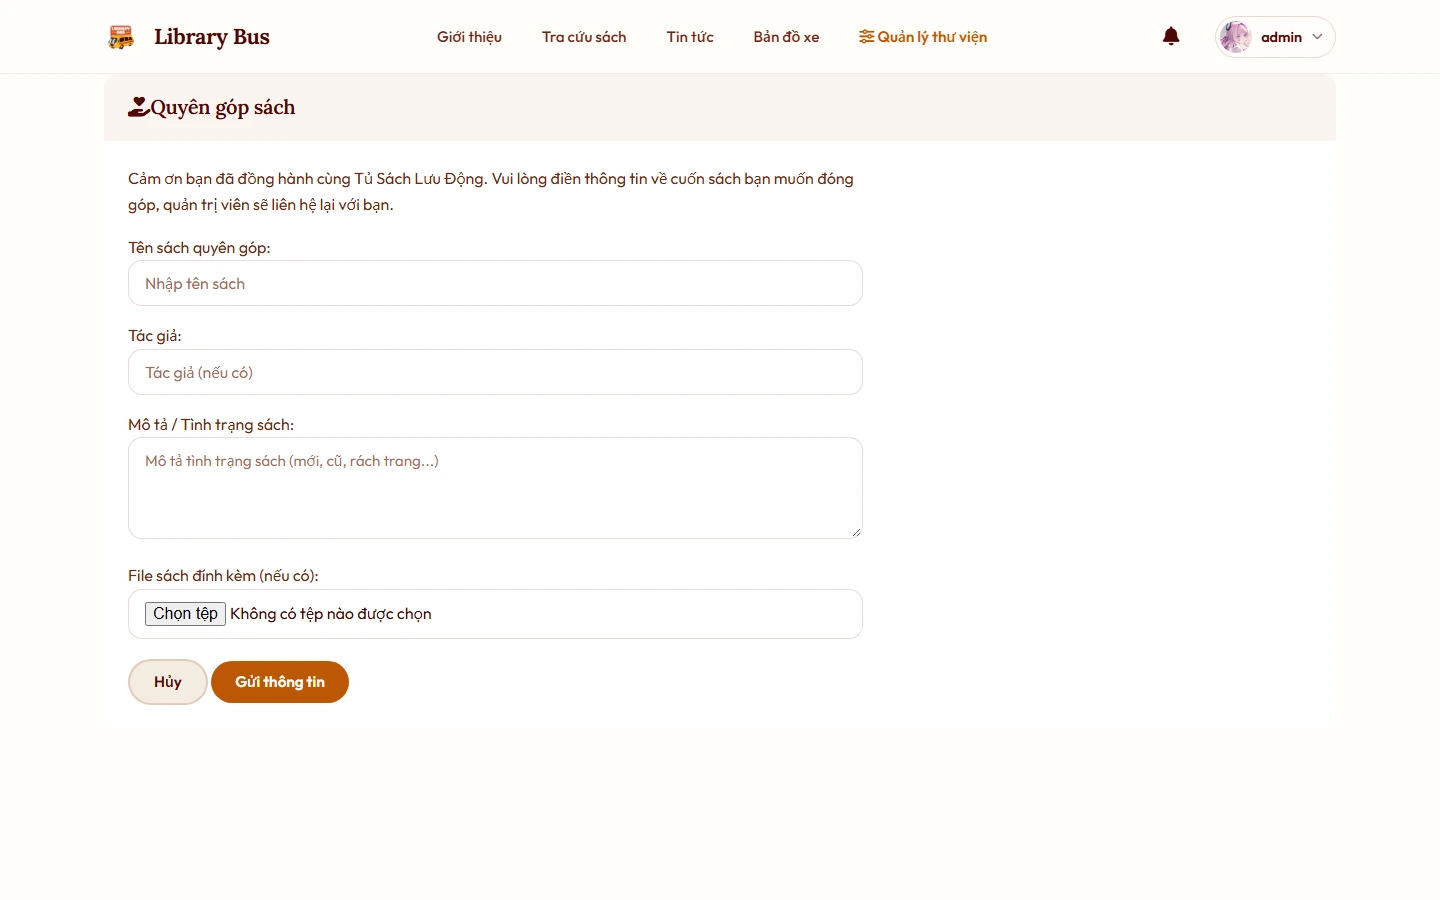 Library Bus
Giới thiệu
Tra cứu sách
Tin tức
Bản đồ xe
Quản lý thư viện
admin
Quyên góp sách
Cảm ơn bạn đã đồng hành cùng Tủ Sách Lưu Động. Vui lòng điền thông tin về cuốn sách bạn muốn đóng
góp, quản trị viên sẽ liên hệ lại với bạn.
Tên sách quyên góp:
Nhập tên sách
Tác giả:
Tác giả (nếu có)
Mô tả / Tình trạng sách:
Mô tả tình trạng sách (mới, cũ, rách trang...)
File sách đính kèm (nếu có):
Chọn tệp Không có tệp nào được chọn
Hủy
Gửi thông tin